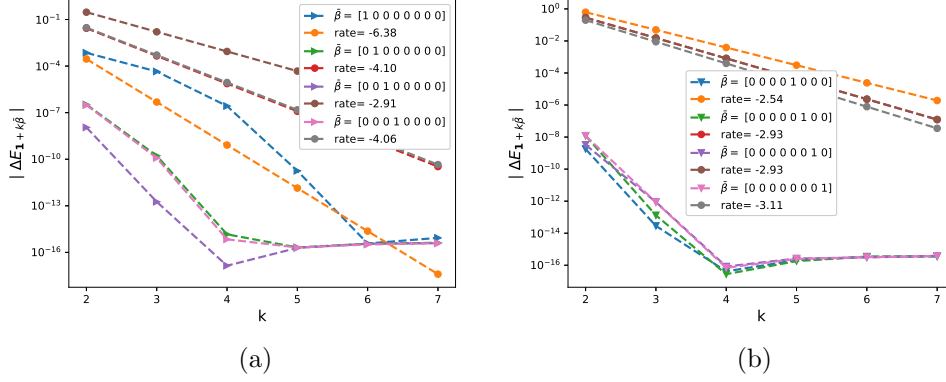 10⁻¹
10⁻⁴
10⁻⁷
10⁻¹⁰
10⁻¹³
10⁻¹⁶
| ΔE₁ + kβ̄ |
2 3 4 5 6 7
k
β̄ = [1 0 0 0 0 0 0 0]
rate= -6.38
β̄ = [0 1 0 0 0 0 0 0]
rate= -4.10
β̄ = [0 0 1 0 0 0 0 0]
rate= -2.91
β̄ = [0 0 0 1 0 0 0 0]
rate= -4.06
(a)
10⁰
10⁻²
10⁻⁴
10⁻⁶
10⁻⁸
10⁻¹⁰
10⁻¹²
10⁻¹⁴
10⁻¹⁶
| ΔE₁ + kβ̄ |
2 3 4 5 6 7
k
β̄ = [0 0 0 0 1 0 0 0]
rate= -2.54
β̄ = [0 0 0 0 0 1 0 0]
rate= -2.93
β̄ = [0 0 0 0 0 0 1 0]
rate= -2.93
β̄ = [0 0 0 0 0 0 0 1]
rate= -3.11
(b)